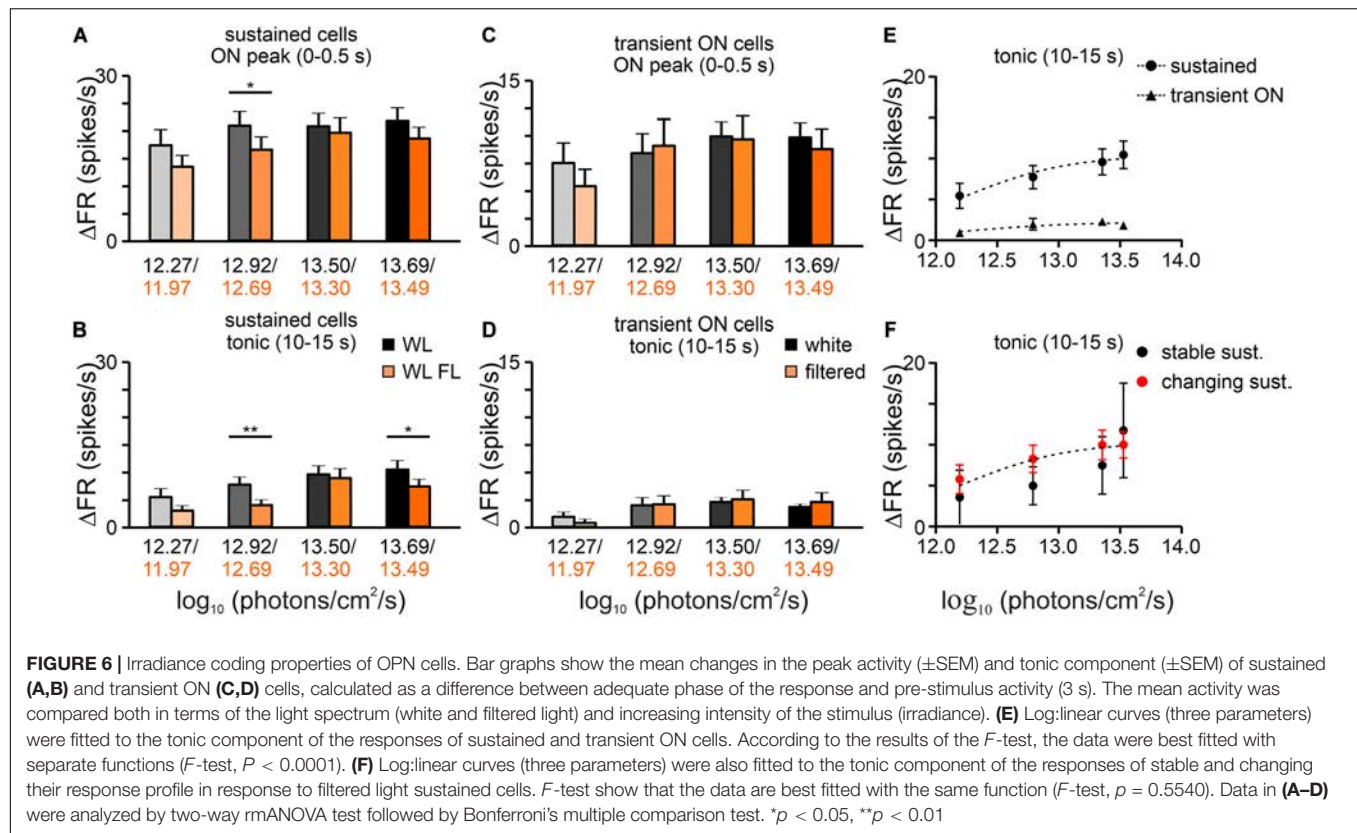 A
sustained cells
ON peak (0-0.5 s)
ΔFR (spikes/s)
30
0
*
12.27/ 12.92/ 13.50/ 13.69/
11.97 12.69 13.30 13.49
B
sustained cells
tonic (10-15 s)
ΔFR (spikes/s)
30
0
WL
WL FL
**
*
12.27/ 12.92/ 13.50/ 13.69/
11.97 12.69 13.30 13.49
log10 (photons/cm²/s)
C
transient ON cells
ON peak (0-0.5 s)
ΔFR (spikes/s)
15
0
12.27/ 12.92/ 13.50/ 13.69/
11.97 12.69 13.30 13.49
D
transient ON cells
tonic (10-15 s)
ΔFR (spikes/s)
15
0
white
filtered
12.27/ 12.92/ 13.50/ 13.69/
11.97 12.69 13.30 13.49
log10 (photons/cm²/s)
E
tonic (10-15 s)
sustained
transient ON
ΔFR (spikes/s)
20
10
0
12.0 12.5 13.0 13.5 14.0
F
tonic (10-15 s)
stable sust.
changing sust.
ΔFR (spikes/s)
20
10
0
12.0 12.5 13.0 13.5 14.0
log10 (photons/cm²/s)
FIGURE 6 | Irradiance coding properties of OPN cells. Bar graphs show the mean changes in the peak activity (±SEM) and tonic component (±SEM) of sustained
(A,B) and transient ON (C,D) cells, calculated as a difference between adequate phase of the response and pre-stimulus activity (3 s). The mean activity was
compared both in terms of the light spectrum (white and filtered light) and increasing intensity of the stimulus (irradiance). (E) Log:linear curves (three parameters)
were fitted to the tonic component of the responses of sustained and transient ON cells. According to the results of the F-test, the data were best fitted with
separate functions (F-test, P < 0.0001). (F) Log:linear curves (three parameters) were also fitted to the tonic component of the responses of stable and changing
their response profile in response to filtered light sustained cells. F-test show that the data are best fitted with the same function (F-test, p = 0.5540). Data in (A–D)
were analyzed by two-way rmANOVA test followed by Bonferroni's multiple comparison test. *p < 0.05, **p < 0.01